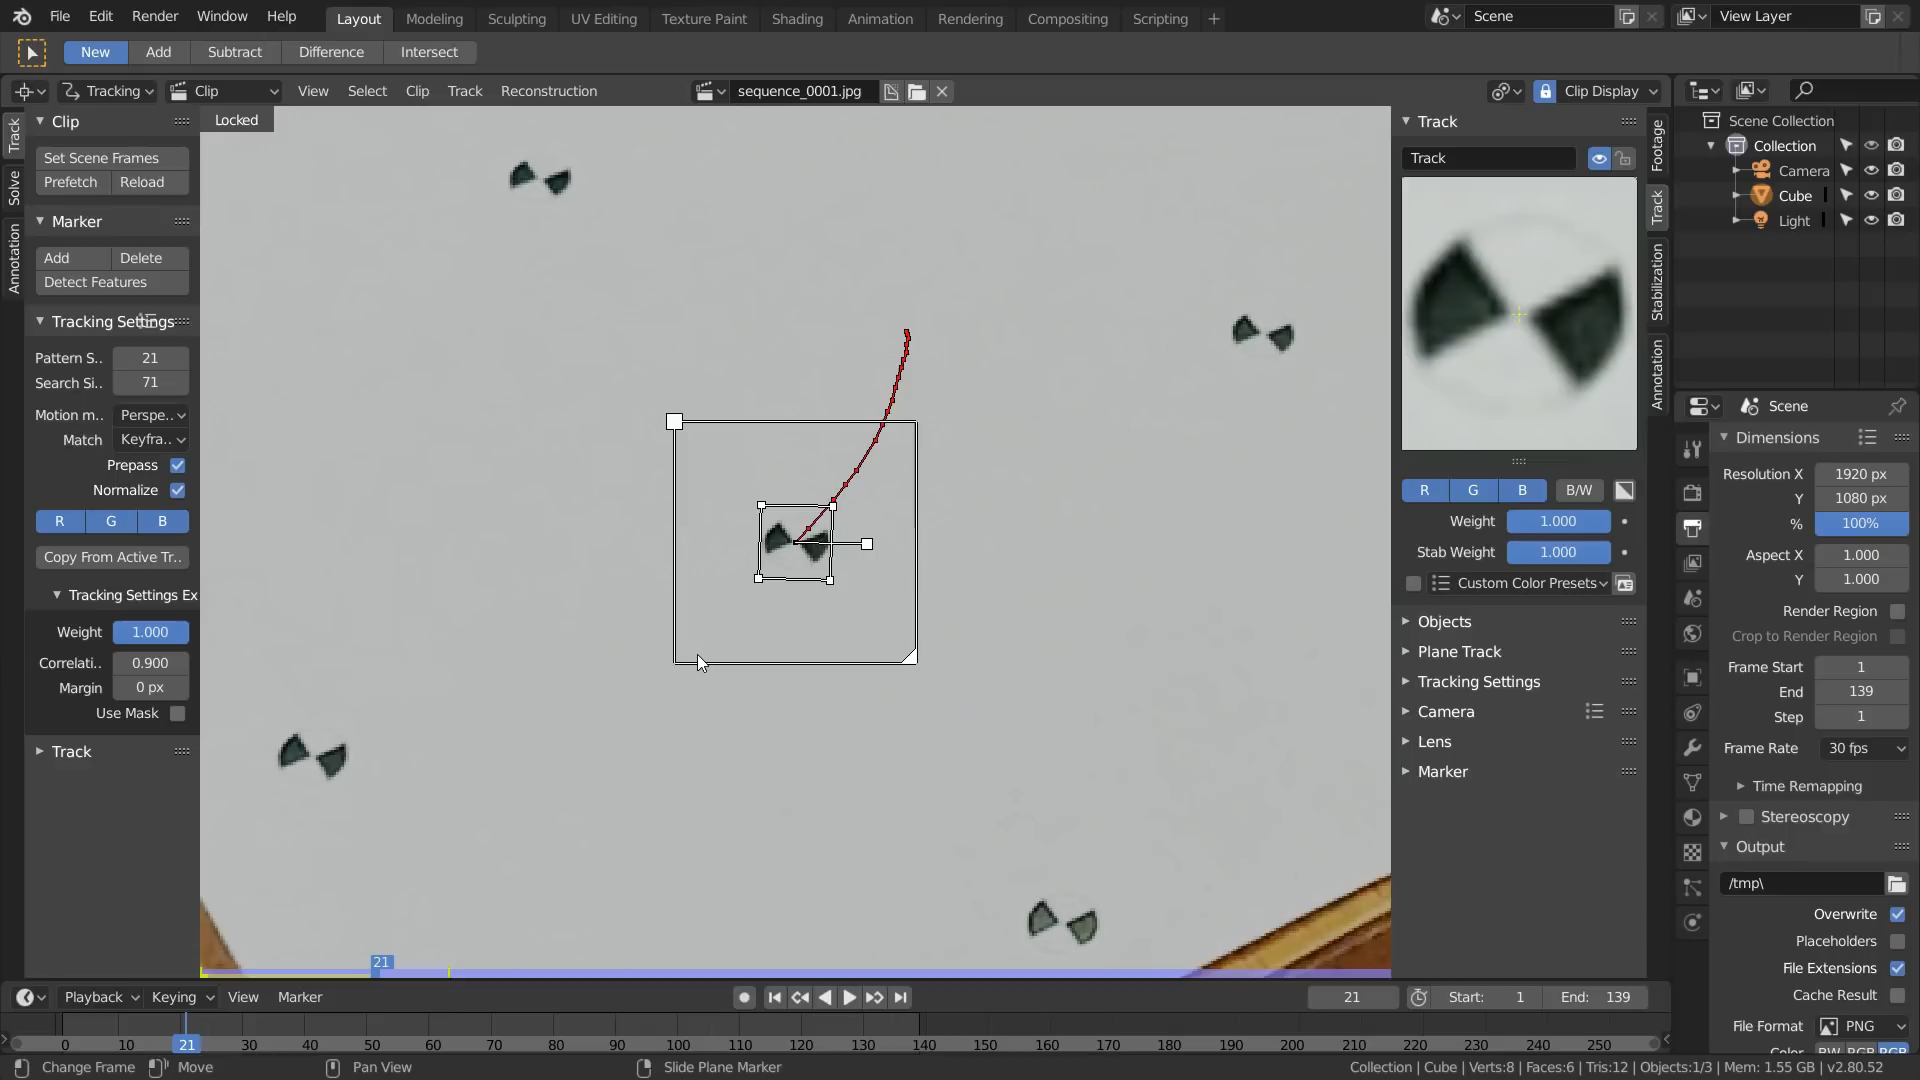 File Edit Render Window Help Layout Modeling Sculpting UV Editing Texture Paint Shading Animation Rendering Compositing Scripting + Scene View Layer
New Add Subtract Difference Intersect
Tracking Clip View Select Clip Track Reconstruction sequence_0001.jpg Clip Display
Track
Solve
Annotation
Clip
Set Scene Frames
Prefetch Reload
Marker
Add Delete
Detect Features
Tracking Settings
Pattern S.. 21
Search Si.. 71
Motion m.. Perspe..
Match Keyfra..
Prepass
Normalize
R G B
Copy From Active Tr..
Tracking Settings Ex
Weight 1.000
Correlati.. 0.900
Margin 0 px
Use Mask
Track
Locked
21
Track
Track
R G B B/W
Weight 1.000
Stab Weight 1.000
Custom Color Presets
Objects
Plane Track
Tracking Settings
Camera
Lens
Marker
Footage
Track
Stabilization
Annotation
Scene Collection
Collection
Camera
Cube
Light
Scene
Dimensions
Resolution X 1920 px
Y 1080 px
% 100%
Aspect X 1.000
Y 1.000
Render Region
Crop to Render Region
Frame Start 1
End 139
Step 1
Frame Rate 30 fps
Time Remapping
Stereoscopy
Output
/tmp\
Overwrite
Placeholders
File Extensions
Cache Result
File Format PNG
Color BW RGB RGB
Playback Keying View Marker 21 Start: 1 End: 139
0 10 21 30 40 50 60 70 80 90 100 110 120 130 140 150 160 170 180 190 200 210 220 230 240 250
Change Frame Move Pan View Slide Plane Marker Collection | Cube | Verts:8 | Faces:6 | Tris:12 | Objects:1/3 | Mem: 1.55 GB | v2.80.52